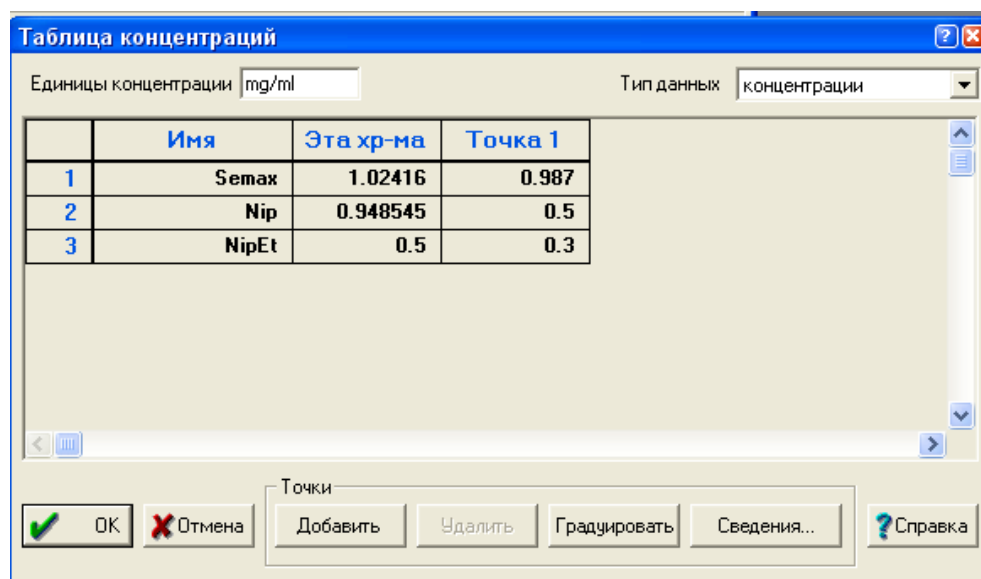 Таблица концентраций
Единицы концентрации mg/ml Тип данных концентрации
Имя Эта хр-ма Точка 1
1 Semax 1.02416 0.987
2 Nip 0.948545 0.5
3 NipEt 0.5 0.3
Точки
OK Отмена Добавить Удалить Градуировать Сведения... Справка